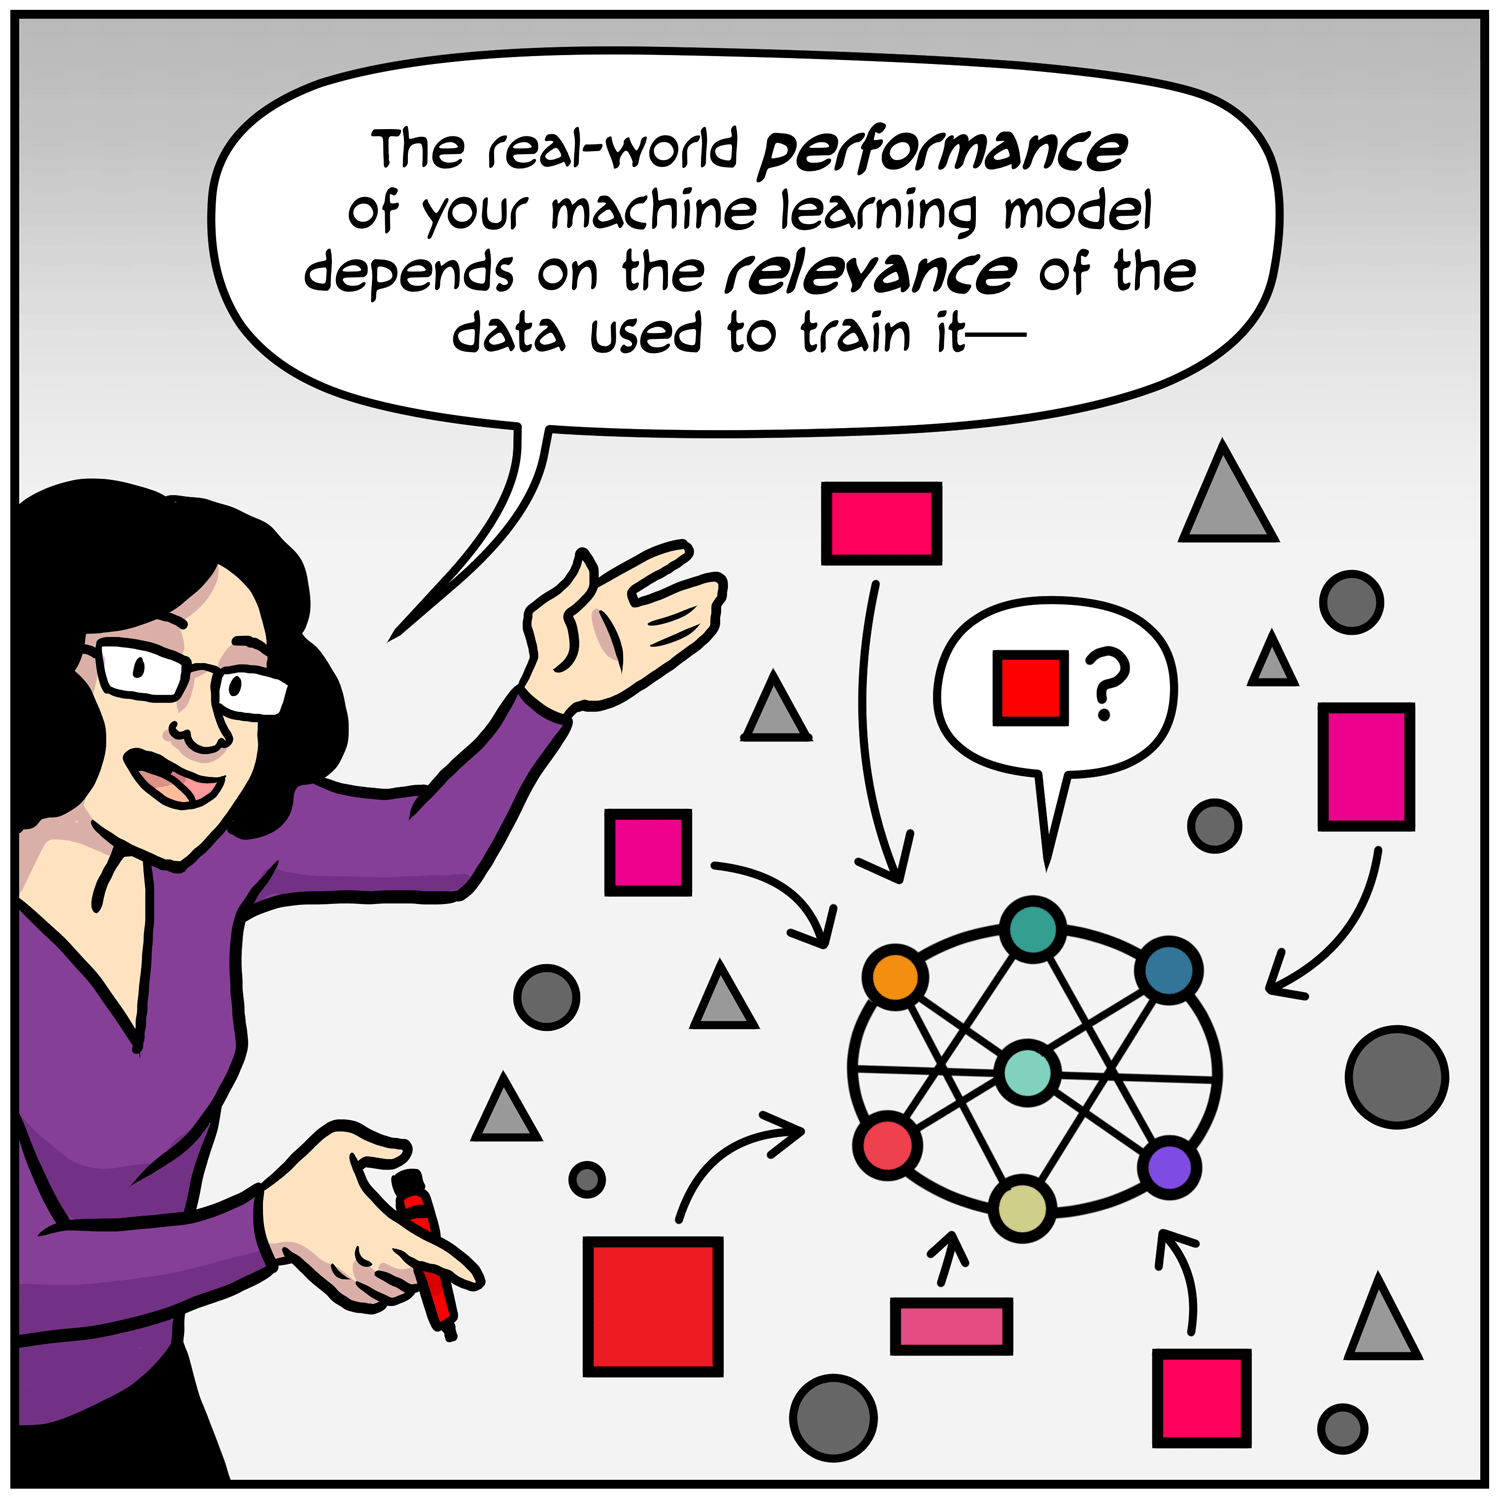 The real-world performance
of your machine learning model
depends on the relevance of the
data used to train it—
?